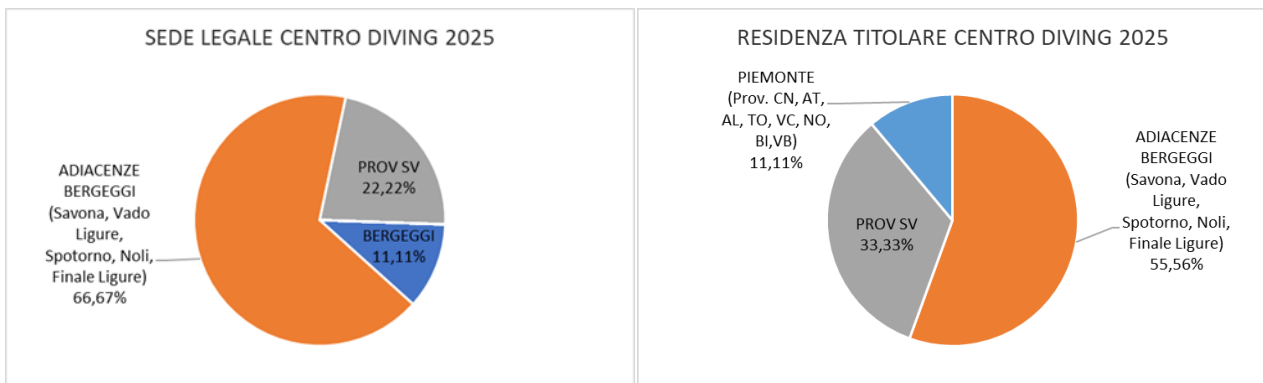 SEDE LEGALE CENTRO DIVING 2025
ADIACENZE
BERGEGGI
(Savona, Vado
Ligure,
Spotorno, Noli,
Finale Ligure)
66,67%
PROV SV
22,22%
BERGEGGI
11,11%
RESIDENZA TITOLARE CENTRO DIVING 2025
PIEMONTE
(Prov. CN, AT,
AL, TO, VC, NO,
BI,VB)
11,11%
PROV SV
33,33%
ADIACENZE
BERGEGGI
(Savona, Vado
Ligure,
Spotorno, Noli,
Finale Ligure)
55,56%